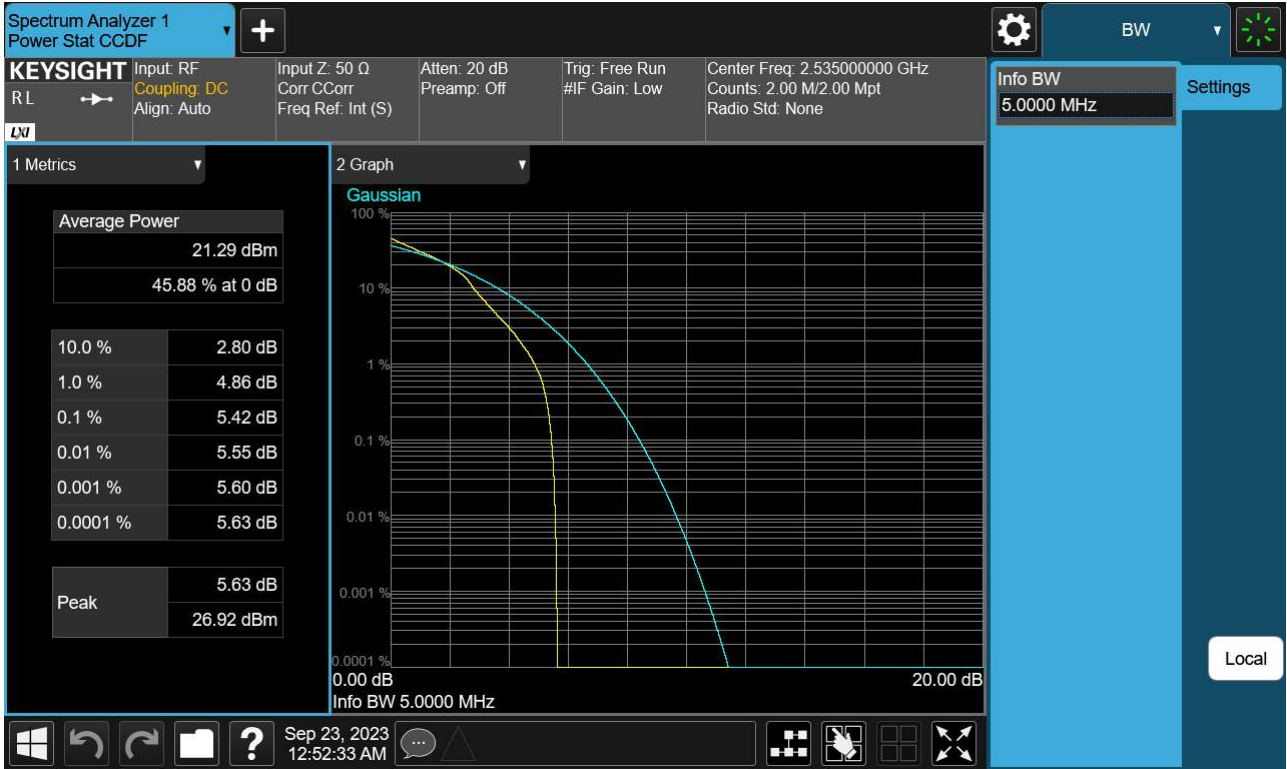 Spectrum Analyzer 1
Power Stat CCDF
+
BW
KEYSIGHT
RL
LXI
Input: RF
Coupling: DC
Align: Auto
Input Z: 50 Ω
Corr CCorr
Freq Ref: Int (S)
Atten: 20 dB
Preamp: Off
Trig: Free Run
#IF Gain: Low
Center Freq: 2.535000000 GHz
Counts: 2.00 M/2.00 Mpt
Radio Std: None
Info BW
5.0000 MHz
Settings
1 Metrics
Average Power
21.29 dBm
45.88 % at 0 dB
10.0 % 2.80 dB
1.0 % 4.86 dB
0.1 % 5.42 dB
0.01 % 5.55 dB
0.001 % 5.60 dB
0.0001 % 5.63 dB
Peak
5.63 dB
26.92 dBm
2 Graph
Gaussian
100 %
10 %
1 %
0.1 %
0.01 %
0.001 %
0.0001 %
0.00 dB 20.00 dB
Info BW 5.0000 MHz
Local
?
Sep 23, 2023
12:52:33 AM